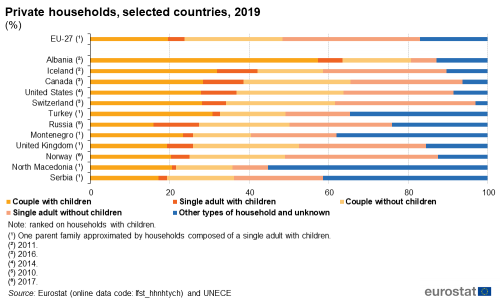 Private households, selected countries, 2019
(%)
EU-27 (¹)
Albania (²)
Iceland (²)
Canada (³)
United States (⁴)
Switzerland (²)
Turkey (¹)
Russia (⁵)
Montenegro (¹)
United Kingdom (¹)
Norway (⁶)
North Macedonia (¹)
Serbia (¹)
0 20 40 60 80 100
Couple with children Single adult with children Couple without children
Single adult without children Other types of household and unknown
Note: ranked on households with children.
(¹) One parent family approximated by households composed of a single adult with children.
(²) 2011.
(³) 2016.
(⁴) 2014.
(⁵) 2010.
(⁶) 2017.
Source: Eurostat (online data code: lfst_hhnhtych) and UNECE
eurostat